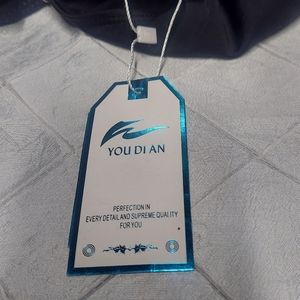 YOU DI AN
PERFECTION IN
EVERY DETAIL AND SUPREME QUALITY
FOR YOU